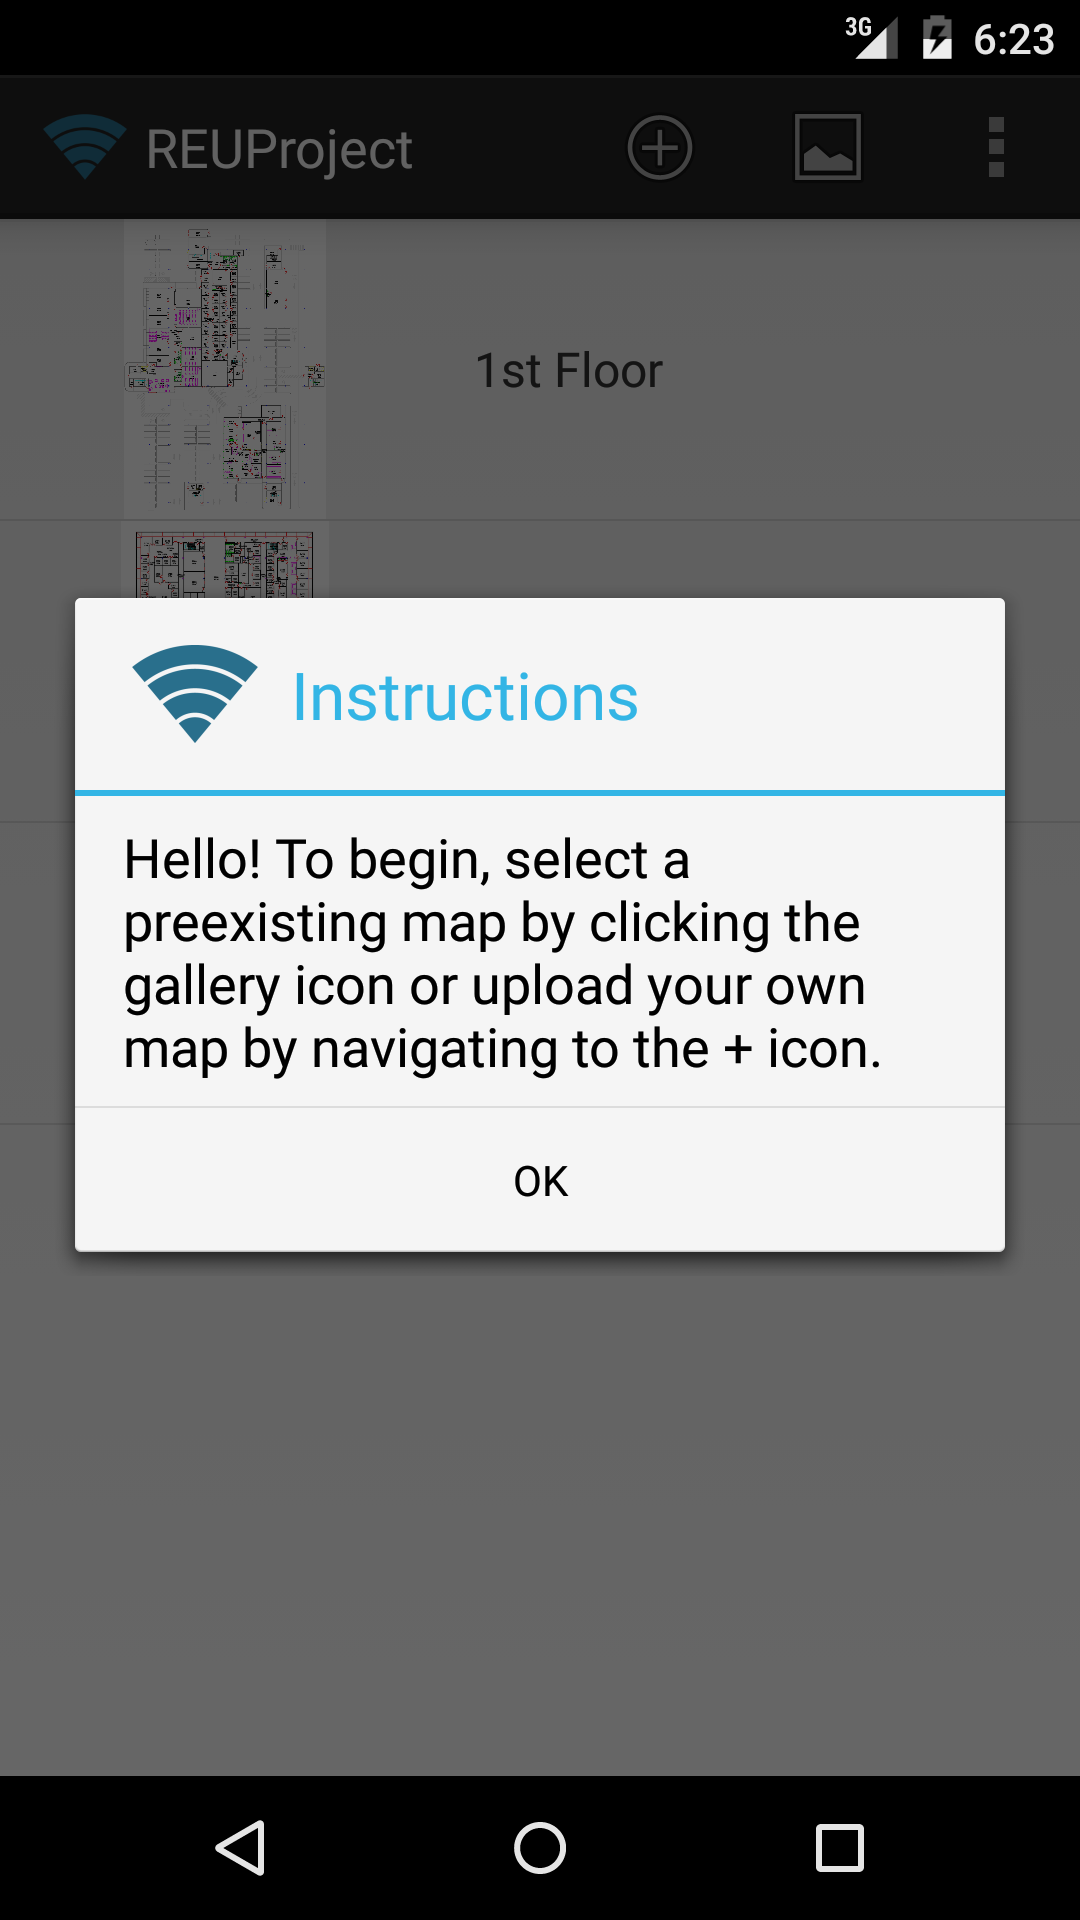 3G 6:23
REUProject
1st Floor
Instructions
Hello! To begin, select a
preexisting map by clicking the
gallery icon or upload your own
map by navigating to the + icon.
OK